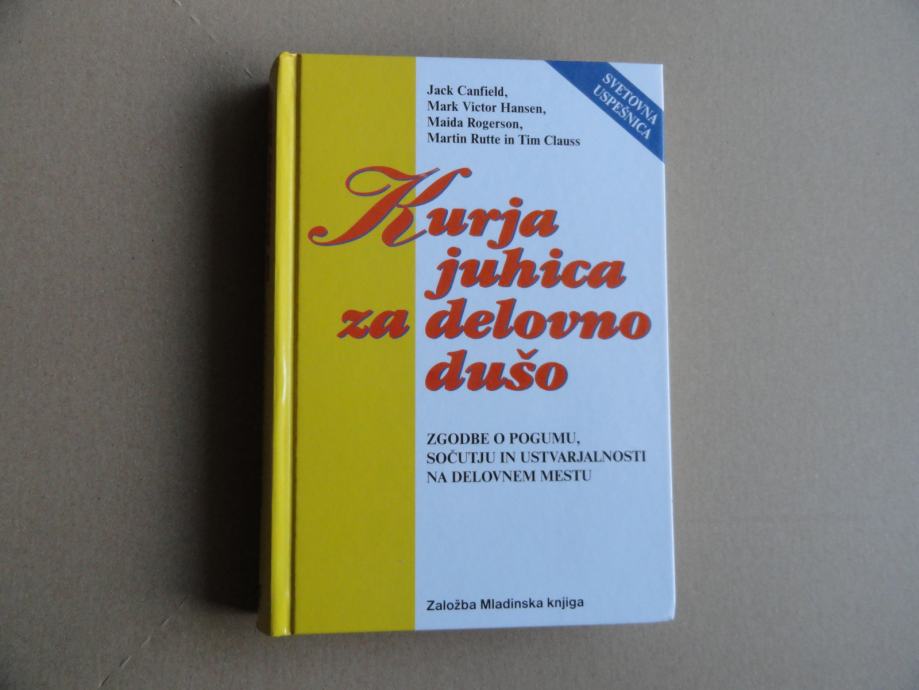 Jack Canfield,
Mark Victor Hansen,
Maida Rogerson,
Martin Rutte in Tim Clauss
SVETOVNA
USPEŠNICA
Kurja
juhica
za delovno
dušo
ZGODBE O POGUMU,
SOČUTJU IN USTVARJALNOSTI
NA DELOVNEM MESTU
Založba Mladinska knjiga